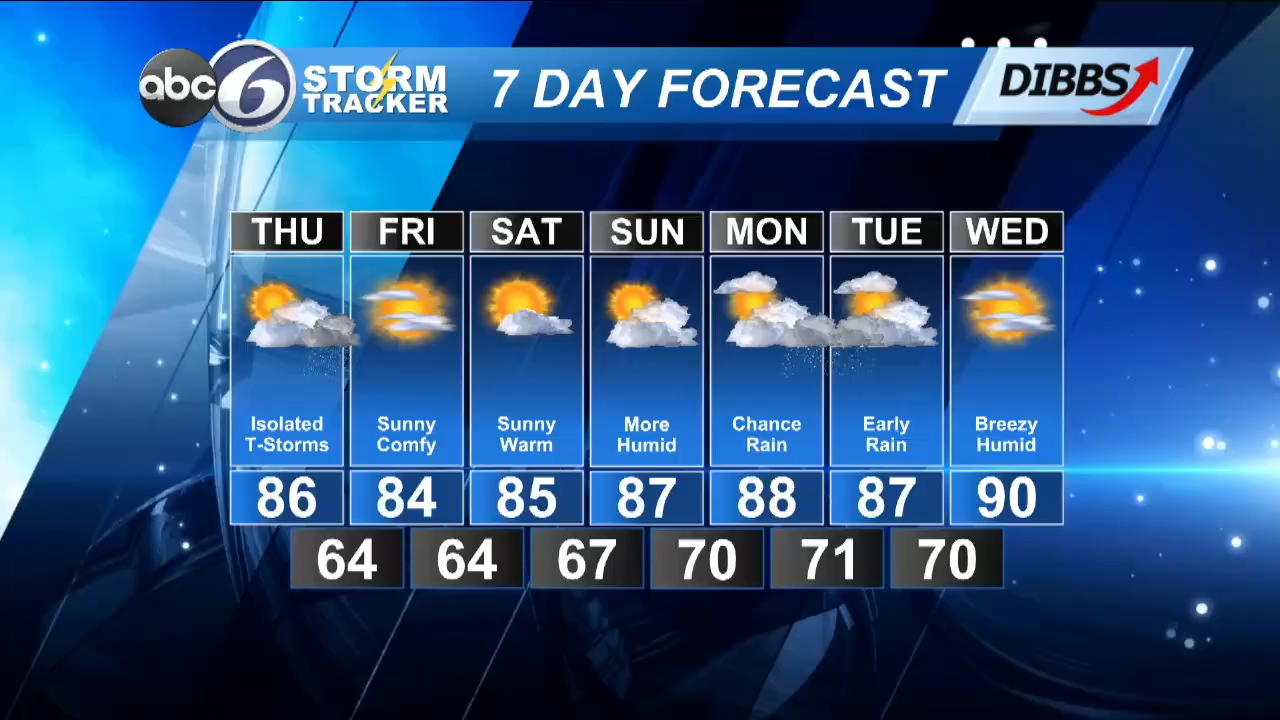 abc 6 STORM TRACKER 7 DAY FORECAST DIBBS
THU FRI SAT SUN MON TUE WED
Isolated Sunny Sunny More Chance Early Breezy
T-Storms Comfy Warm Humid Rain Rain Humid
86 84 85 87 88 87 90
64 64 67 70 71 70